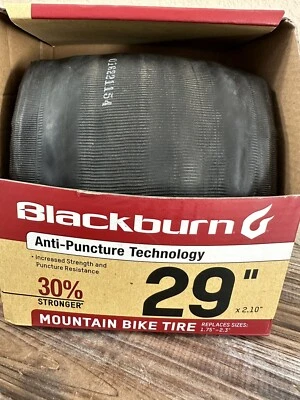 01221154
Blackburn
Anti-Puncture Technology
• Increased Strength and
Puncture Resistance
30%
STRONGER*
29"
x 2.10"
MOUNTAIN BIKE TIRE
REPLACES SIZES:
1.75"-2.3"